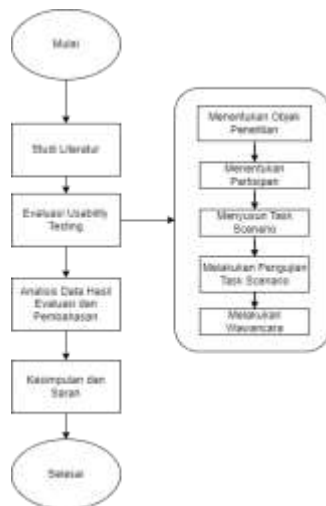 Mulai
Studi Literatur
Evaluasi Usability
Testing
Analisis Data Hasil
Evaluasi dan
Pembahasan
Kesimpulan dan
Saran
Selesai
Menentukan Objek
Penelitian
Menentukan
Partisipan
Menyusun Task
Scenario
Melakukan Pengujian
Task Scenario
Melakukan
Wawancara